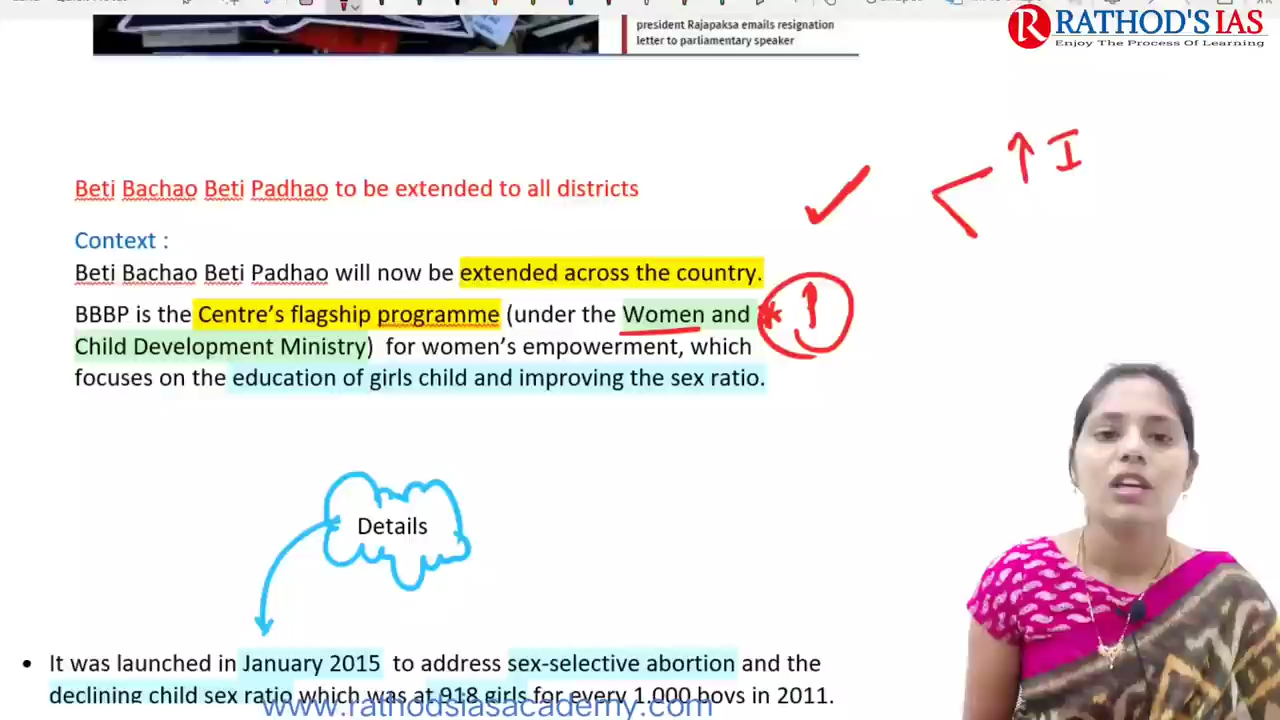 president Rajapaksa emails resignation
letter to parliamentary speaker
R RATHOD'S IAS
Enjoy The Process Of Learning
I
Beti Bachao Beti Padhao to be extended to all districts
Context :
Beti Bachao Beti Padhao will now be extended across the country.
BBBP is the Centre's flagship programme (under the Women and
Child Development Ministry) for women's empowerment, which
focuses on the education of girls child and improving the sex ratio.
Details
• It was launched in January 2015 to address sex-selective abortion and the
declining child sex ratio which was at 918 girls for every 1,000 boys in 2011.
www.rathodsiasacademy.com